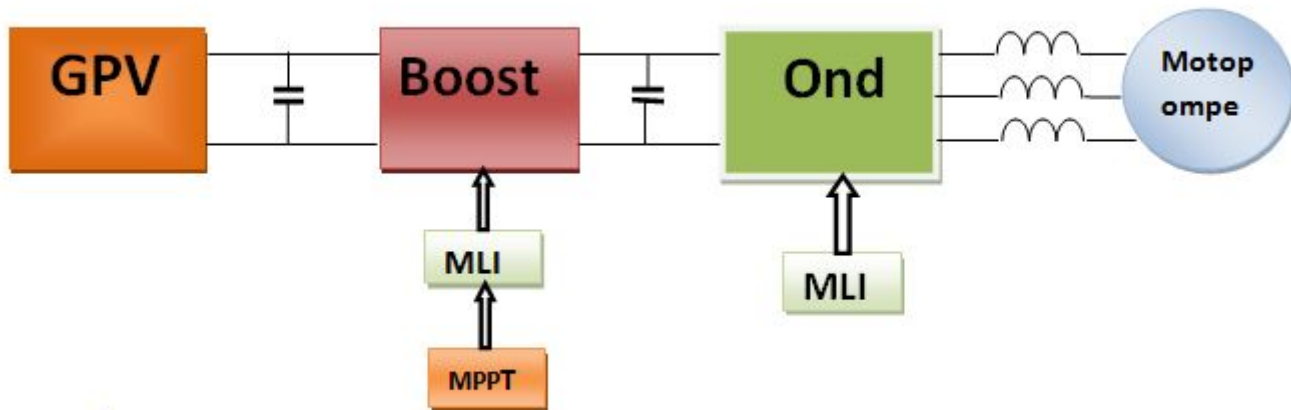 GPV
Boost
Ond
Motop
ompe
MLI
MLI
MPPT